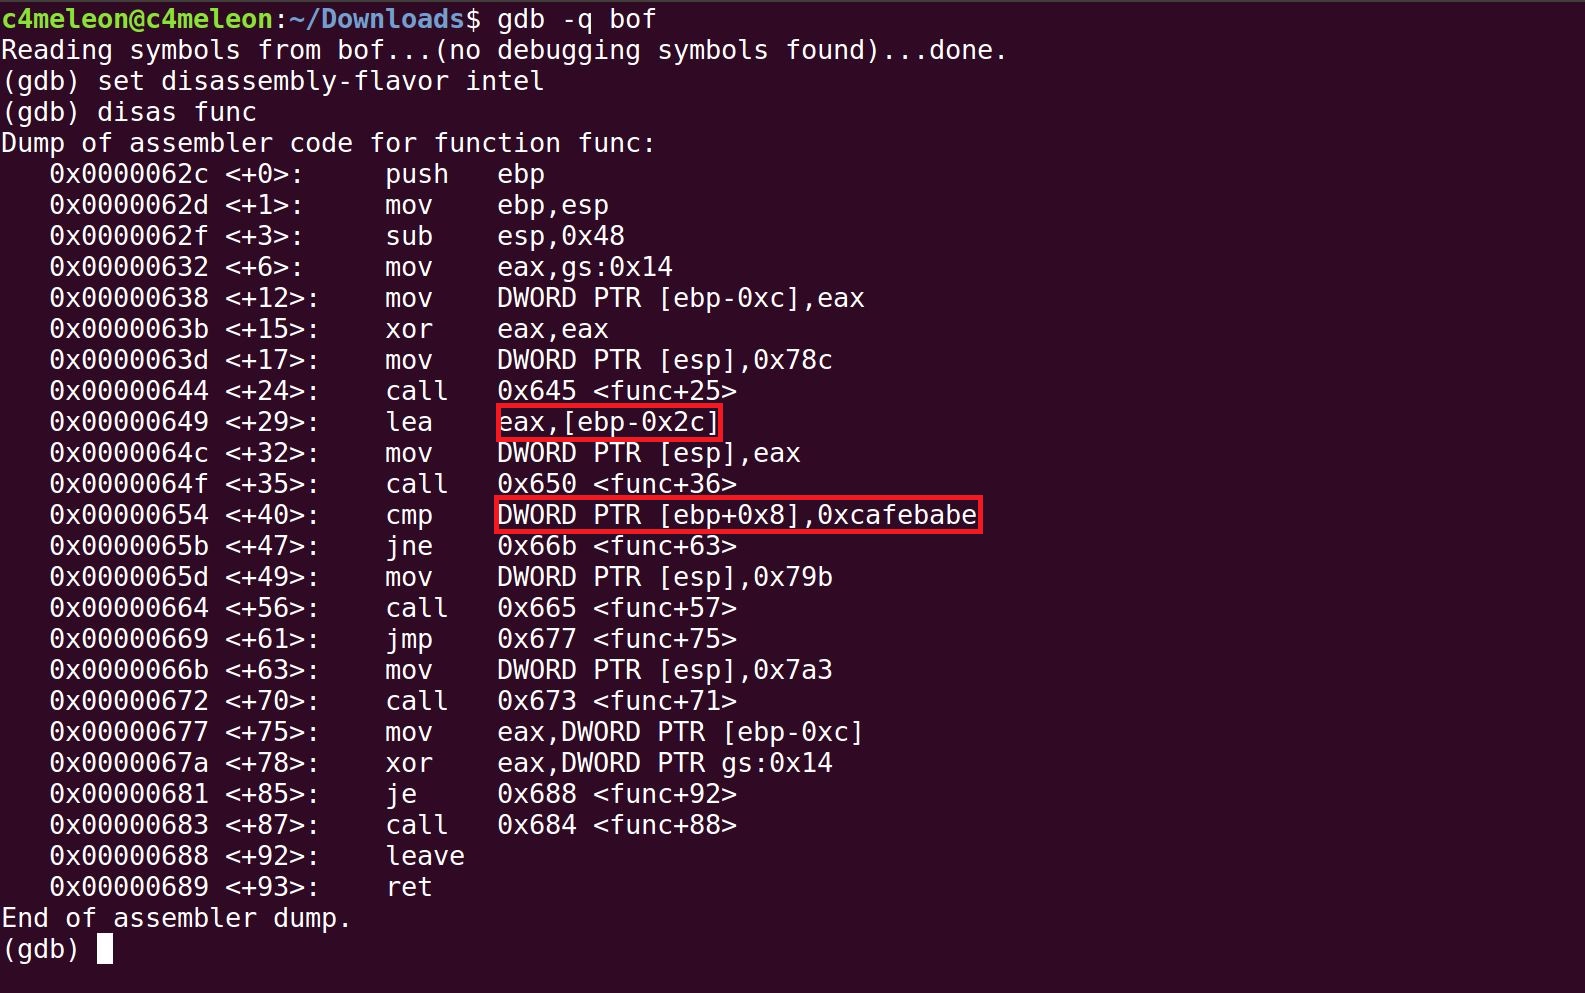 c4meleon@c4meleon:~/Downloads$ gdb -q bof
Reading symbols from bof...(no debugging symbols found)...done.
(gdb) set disassembly-flavor intel
(gdb) disas func
Dump of assembler code for function func:
   0x0000062c <+0>:     push   ebp
   0x0000062d <+1>:     mov    ebp,esp
   0x0000062f <+3>:     sub    esp,0x48
   0x00000632 <+6>:     mov    eax,gs:0x14
   0x00000638 <+12>:    mov    DWORD PTR [ebp-0xc],eax
   0x0000063b <+15>:    xor    eax,eax
   0x0000063d <+17>:    mov    DWORD PTR [esp],0x78c
   0x00000644 <+24>:    call   0x645 <func+25>
   0x00000649 <+29>:    lea    eax,[ebp-0x2c]
   0x0000064c <+32>:    mov    DWORD PTR [esp],eax
   0x0000064f <+35>:    call   0x650 <func+36>
   0x00000654 <+40>:    cmp    DWORD PTR [ebp+0x8],0xcafebabe
   0x0000065b <+47>:    jne    0x66b <func+63>
   0x0000065d <+49>:    mov    DWORD PTR [esp],0x79b
   0x00000664 <+56>:    call   0x665 <func+57>
   0x00000669 <+61>:    jmp    0x677 <func+75>
   0x0000066b <+63>:    mov    DWORD PTR [esp],0x7a3
   0x00000672 <+70>:    call   0x673 <func+71>
   0x00000677 <+75>:    mov    eax,DWORD PTR [ebp-0xc]
   0x0000067a <+78>:    xor    eax,DWORD PTR gs:0x14
   0x00000681 <+85>:    je     0x688 <func+92>
   0x00000683 <+87>:    call   0x684 <func+88>
   0x00000688 <+92>:    leave
   0x00000689 <+93>:    ret
End of assembler dump.
(gdb)